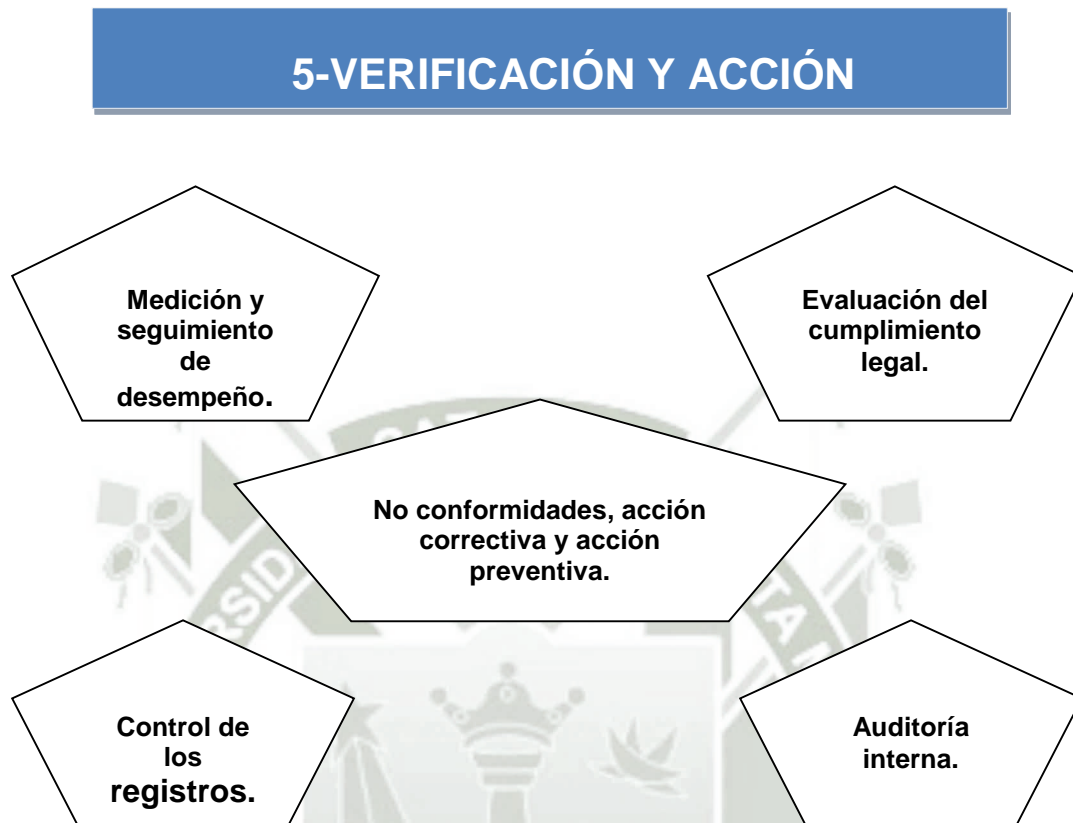 5-VERIFICACIÓN Y ACCIÓN
Medición y
seguimiento
de
desempeño.
Evaluación del
cumplimiento
legal.
No conformidades, acción
correctiva y acción
preventiva.
Control de
los
registros.
Auditoría
interna.